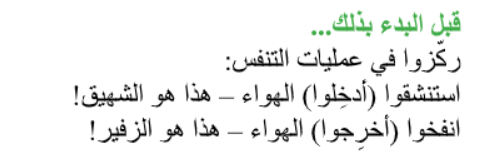 قبل البدء بذلك...
ركّزوا في عمليات التنفس:
استنشقوا (أدخِلوا) الهواء – هذا هو الشهيق!
انفخوا (أخرِجوا) الهواء – هذا هو الزفير!